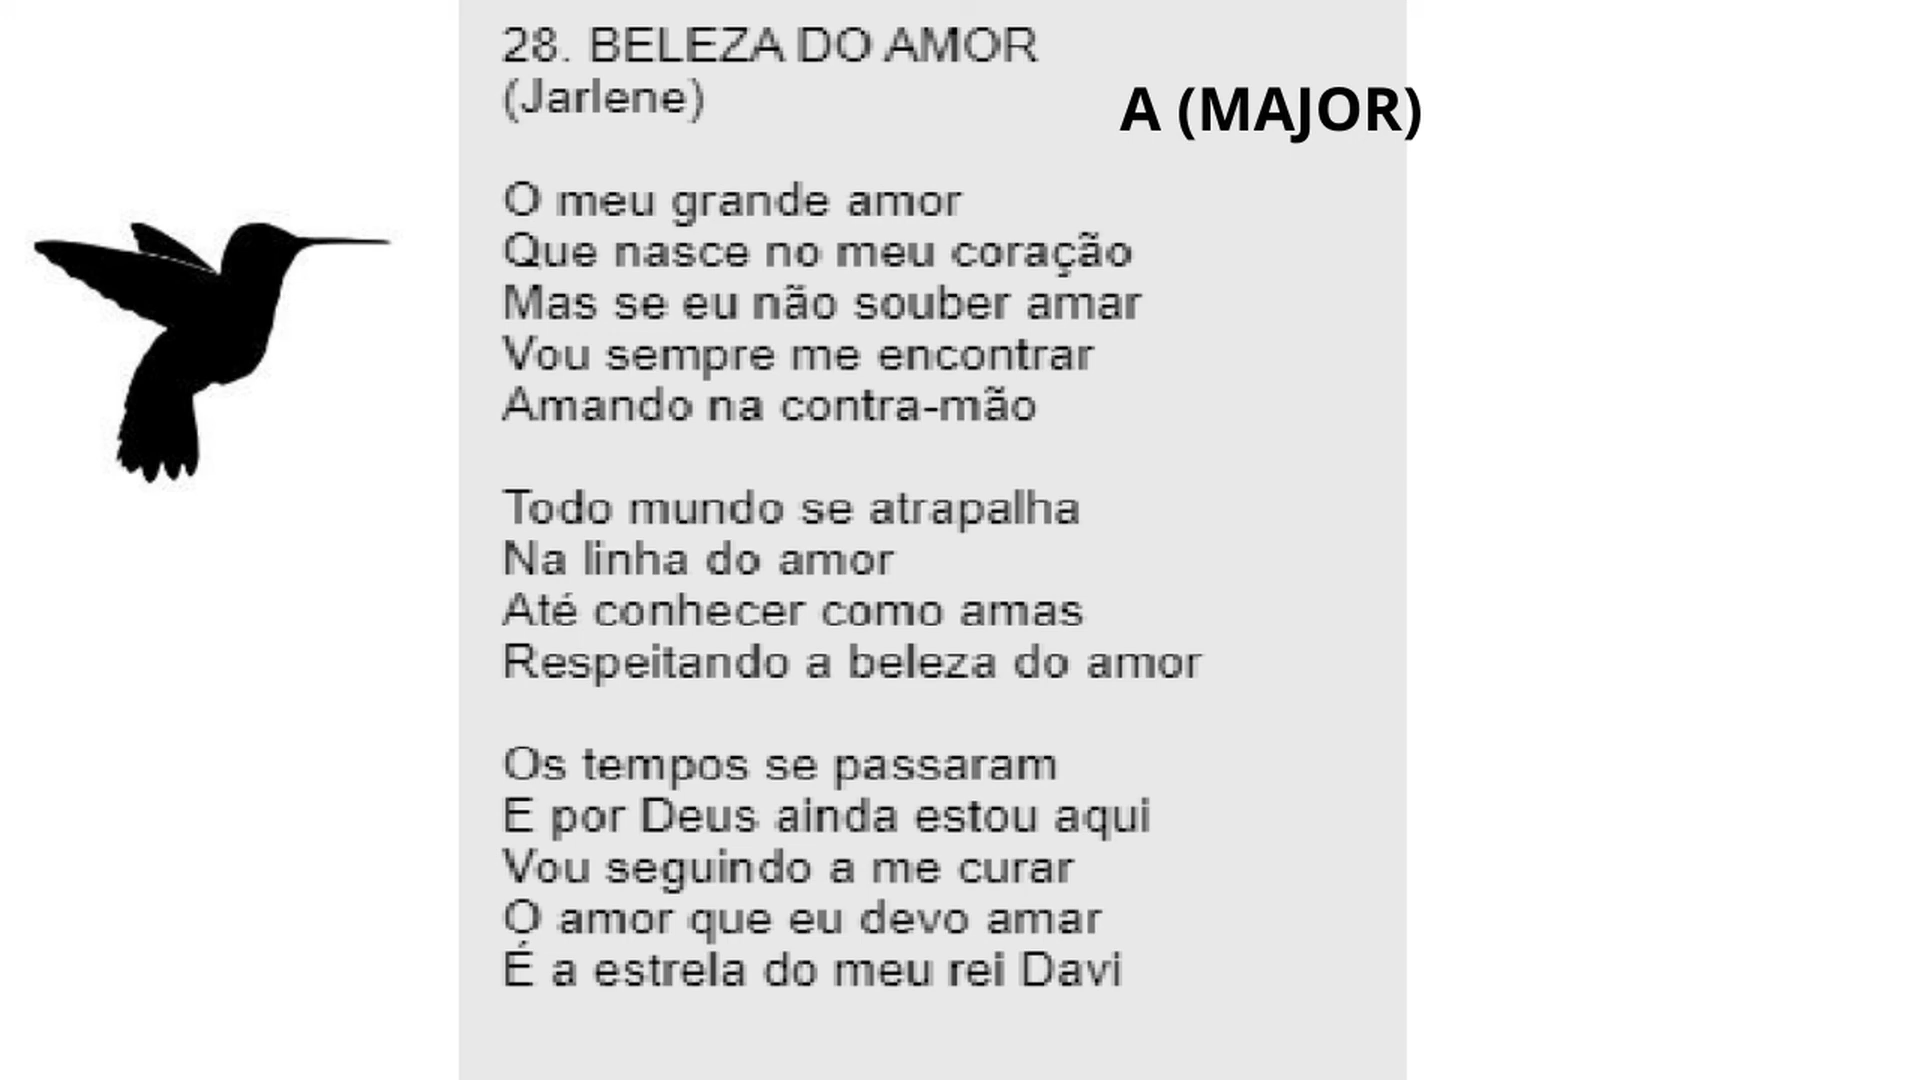 28. BELEZA DO AMOR
(Jarlene)
A (MAJOR)
O meu grande amor
Que nasce no meu coração
Mas se eu não souber amar
Vou sempre me encontrar
Amando na contra-mão
Todo mundo se atrapalha
Na linha do amor
Até conhecer como amas
Respeitando a beleza do amor
Os tempos se passaram
E por Deus ainda estou aqui
Vou seguindo a me curar
O amor que eu devo amar
É a estrela do meu rei Davi